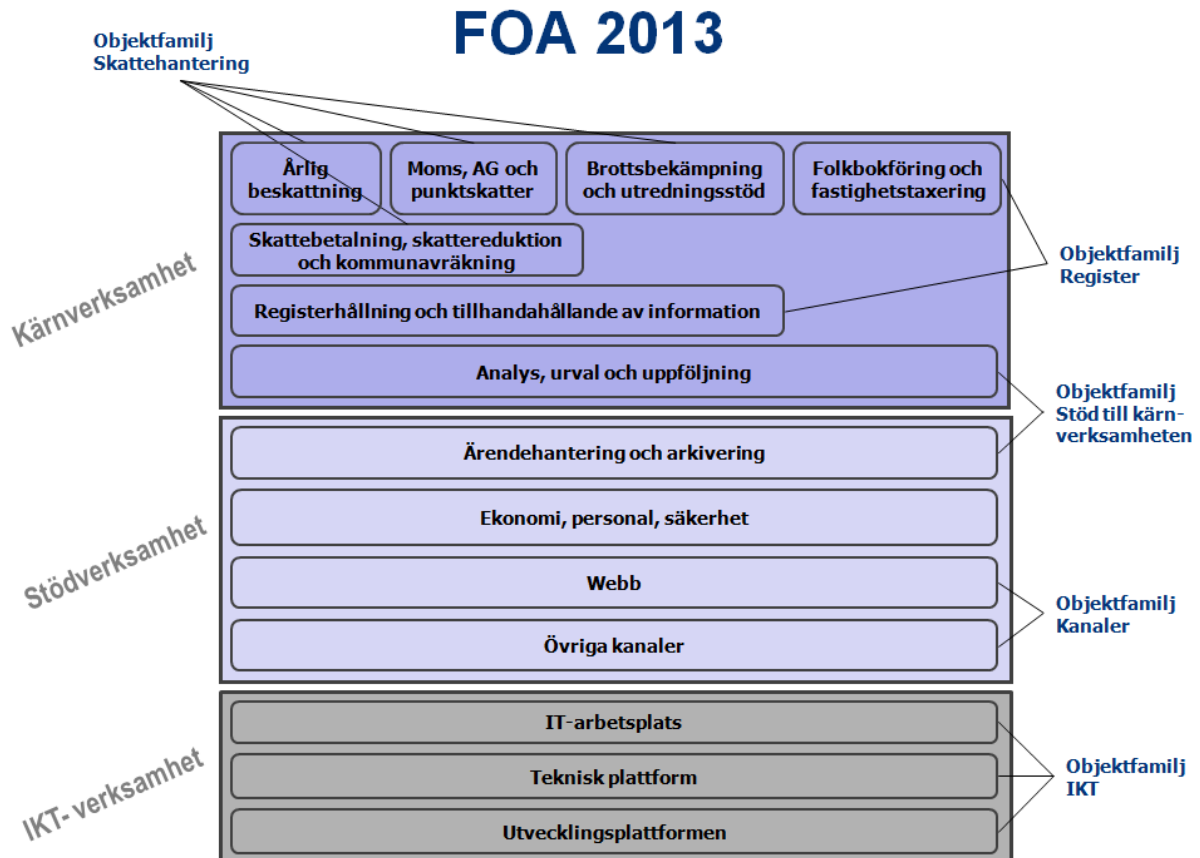 FOA 2013
Objektfamilj
Skattehantering
Årlig
beskattning
Moms, AG och
punktskatter
Brottsbekämpning
och utredningsstöd
Folkbokföring och
fastighetstaxering
Skattebetalning, skattereduktion
och kommunavräkning
Registerhållning och tillhandahållande av information
Analys, urval och uppföljning
Kärnverksamhet
Objektfamilj
Register
Objektfamilj
Stöd till kärn-
verksamheten
Ärendehantering och arkivering
Ekonomi, personal, säkerhet
Webb
Övriga kanaler
Stödverksamhet
Objektfamilj
Kanaler
IT-arbetsplats
Teknisk plattform
Utvecklingsplattformen
IKT- verksamhet
Objektfamilj
IKT